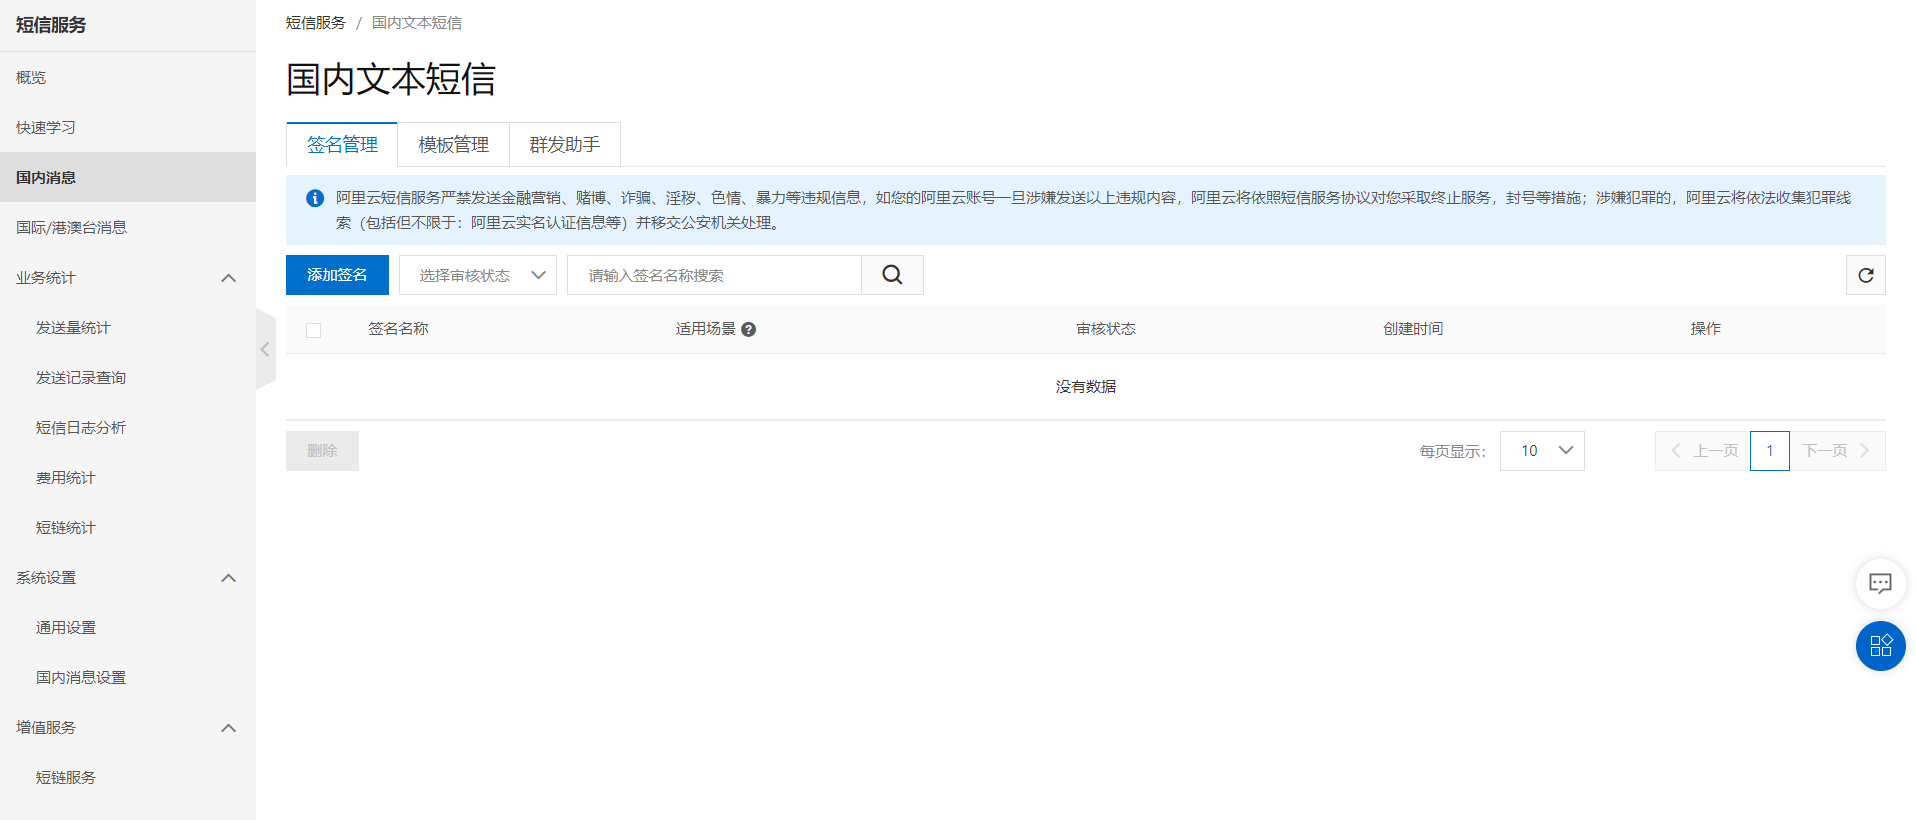 短信服务
概览
快速学习
国内消息
国际/港澳台消息
业务统计
发送量统计
发送记录查询
短信日志分析
费用统计
短链统计
系统设置
通用设置
国内消息设置
增值服务
短链服务
短信服务 / 国内文本短信
国内文本短信
签名管理 模板管理 群发助手
阿里云短信服务严禁发送金融营销、赌博、诈骗、淫秽、色情、暴力等违规信息，如您的阿里云账号一旦涉嫌发送以上违规内容，阿里云将依照短信服务协议对您采取终止服务，封号等措施；涉嫌犯罪的，阿里云将依法收集犯罪线
索（包括但不限于：阿里云实名认证信息等）并移交公安机关处理。
添加签名 选择审核状态 请输入签名名称搜索
签名名称 适用场景 审核状态 创建时间 操作
没有数据
删除 每页显示： 10 上一页 1 下一页